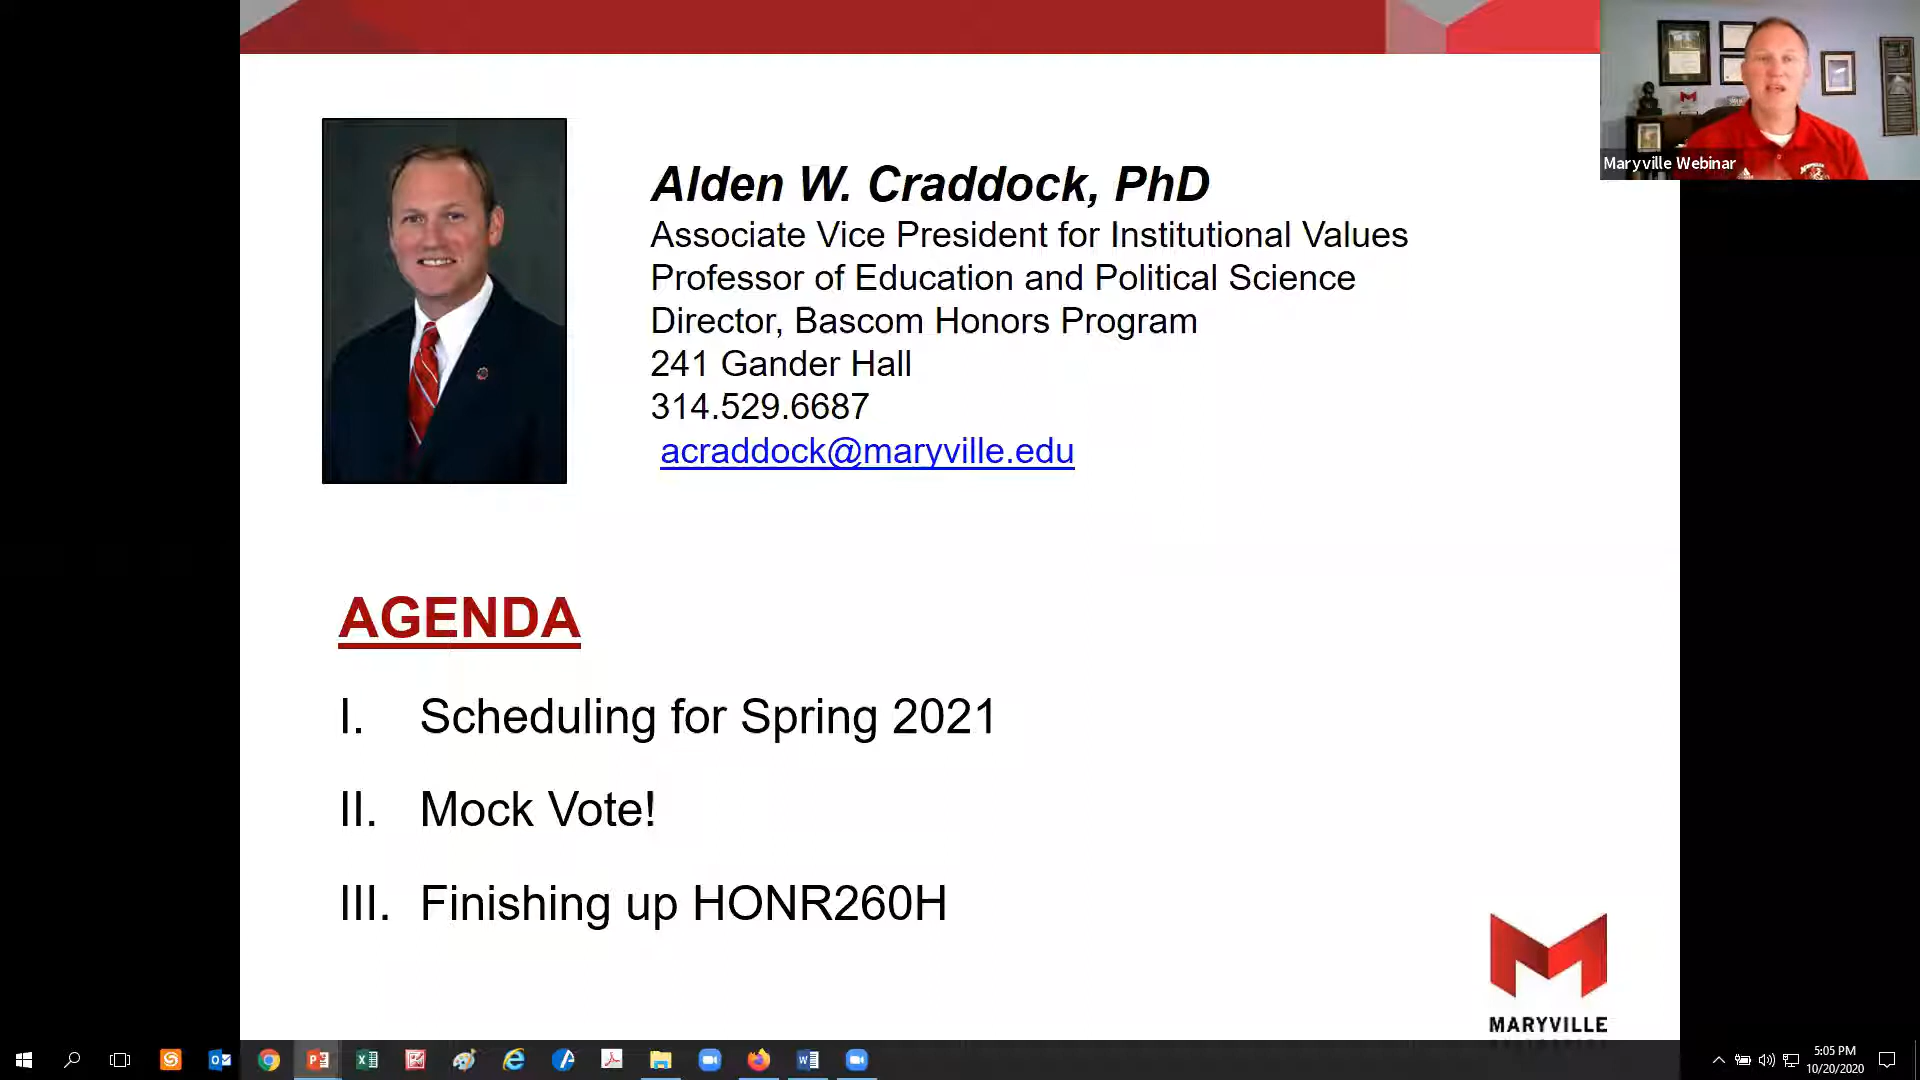 Maryville Webinar
Alden W. Craddock, PhD
Associate Vice President for Institutional Values
Professor of Education and Political Science
Director, Bascom Honors Program
241 Gander Hall
314.529.6687
acraddock@maryville.edu
AGENDA
I. Scheduling for Spring 2021
II. Mock Vote!
III. Finishing up HONR260H
MARYVILLE
5:05 PM
10/20/2020